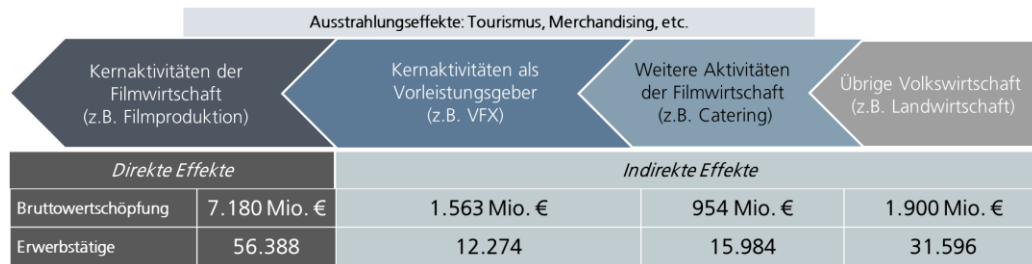 Ausstrahlungseffekte: Tourismus, Merchandising, etc.
Kernaktivitäten der
Filmwirtschaft
(z.B. Filmproduktion)
Kernaktivitäten als
Vorleistungsgeber
(z.B. VFX)
Weitere Aktivitäten
der Filmwirtschaft
(z.B. Catering)
Übrige Volkswirtschaft
(z.B. Landwirtschaft)
Direkte Effekte
Indirekte Effekte
Bruttowertschöpfung 7.180 Mio. € 1.563 Mio. € 954 Mio. € 1.900 Mio. €
Erwerbstätige 56.388 12.274 15.984 31.596